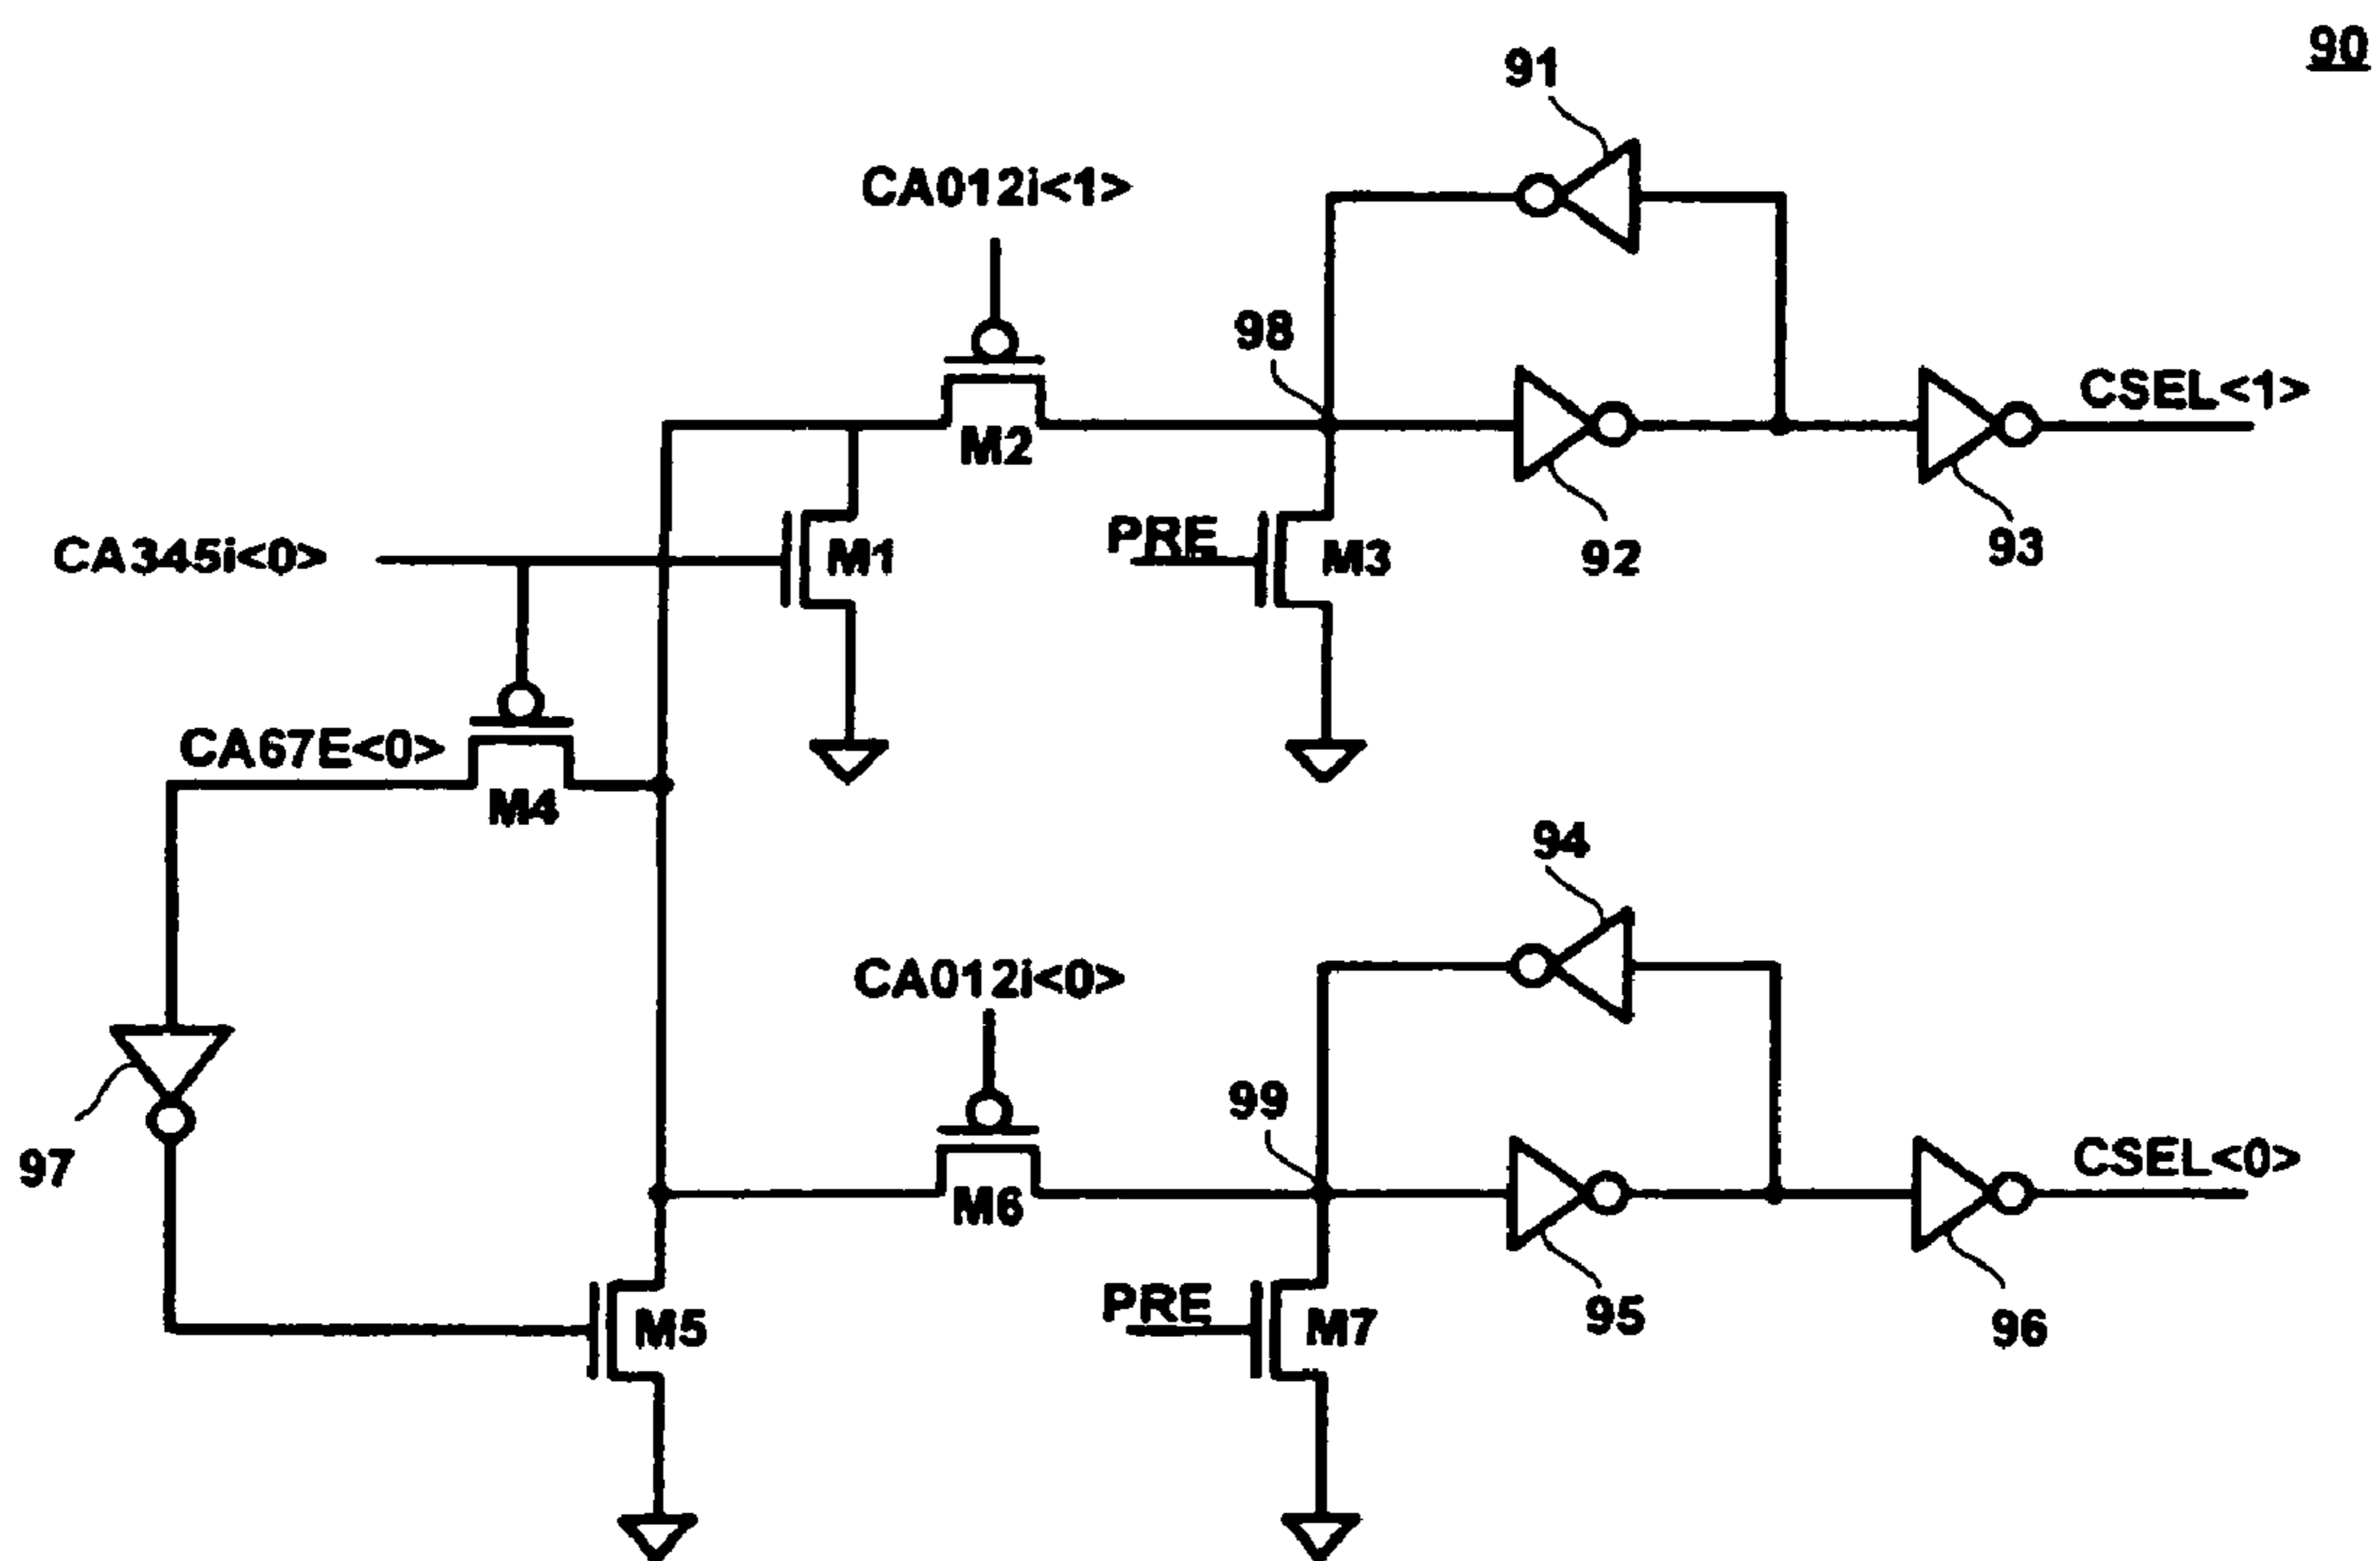 90
91
CA012i<1>
98
CSEL<1>
M2
PRE
CA345i<0>
M1
M3
92
93
CA67E<0>
M4
94
CA012i<0>
99
CSEL<0>
97
M6
PRE
M5
M7
95
96